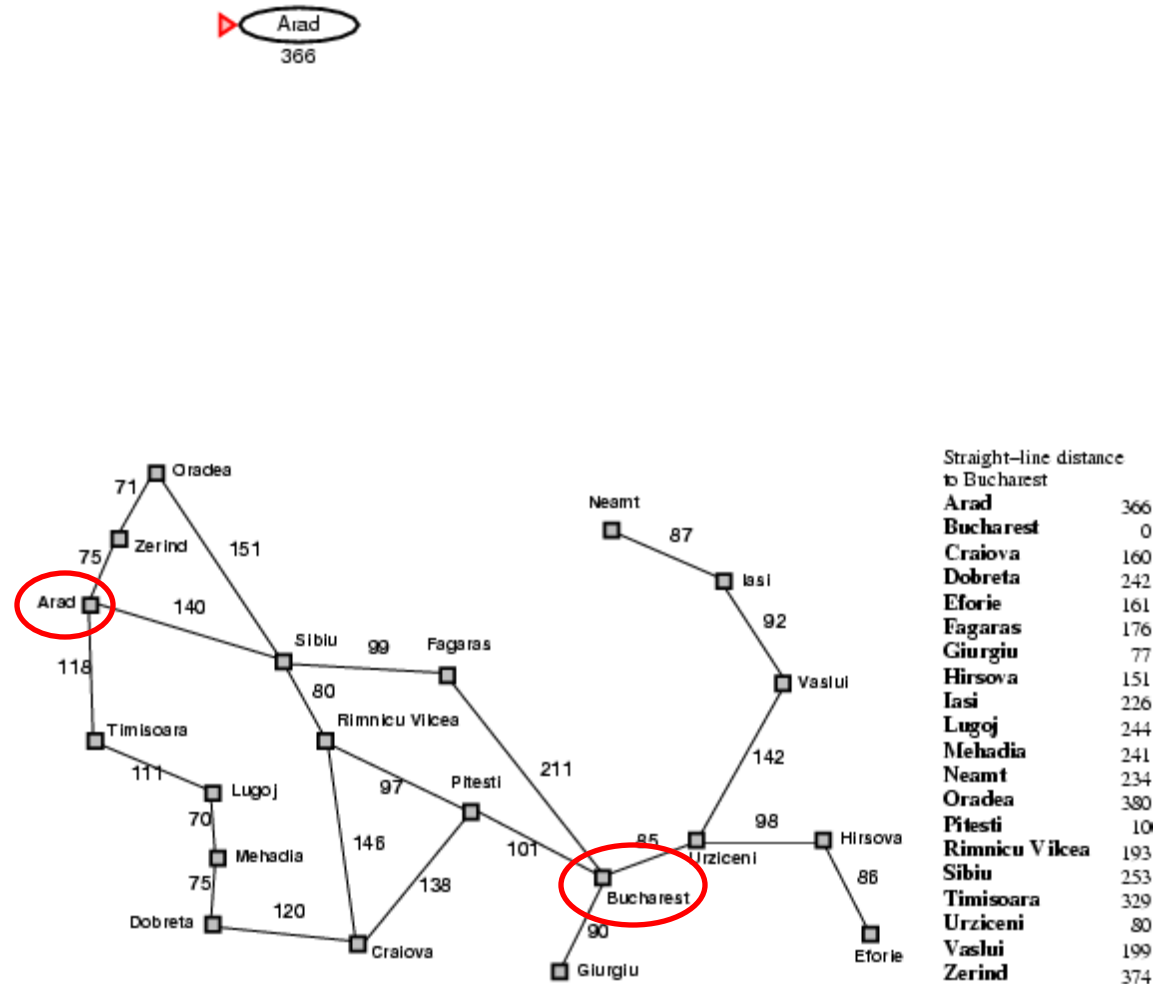 Arad
366
Oradea
71
Neamt
87
Zerind
151
75
Iasi
Arad
140
92
Sibiu
99
Fagaras
118
80
Vaslui
Rimnicu Vilcea
Timisoara
142
111
211
Lugoj
97
Pitesti
70
98
Hirsova
146
101
85
Urziceni
Mehadia
75
138
86
Bucharest
120
Dobreta
90
Craiova
Eforie
Giurgiu
Straight-line distance
to Bucharest
Arad 366
Bucharest 0
Craiova 160
Dobreta 242
Eforie 161
Fagaras 176
Giurgiu 77
Hirsova 151
Iasi 226
Lugoj 244
Mehadia 241
Neamt 234
Oradea 380
Pitesti 10
Rimnicu Vilcea 193
Sibiu 253
Timisoara 329
Urziceni 80
Vaslui 199
Zerind 374